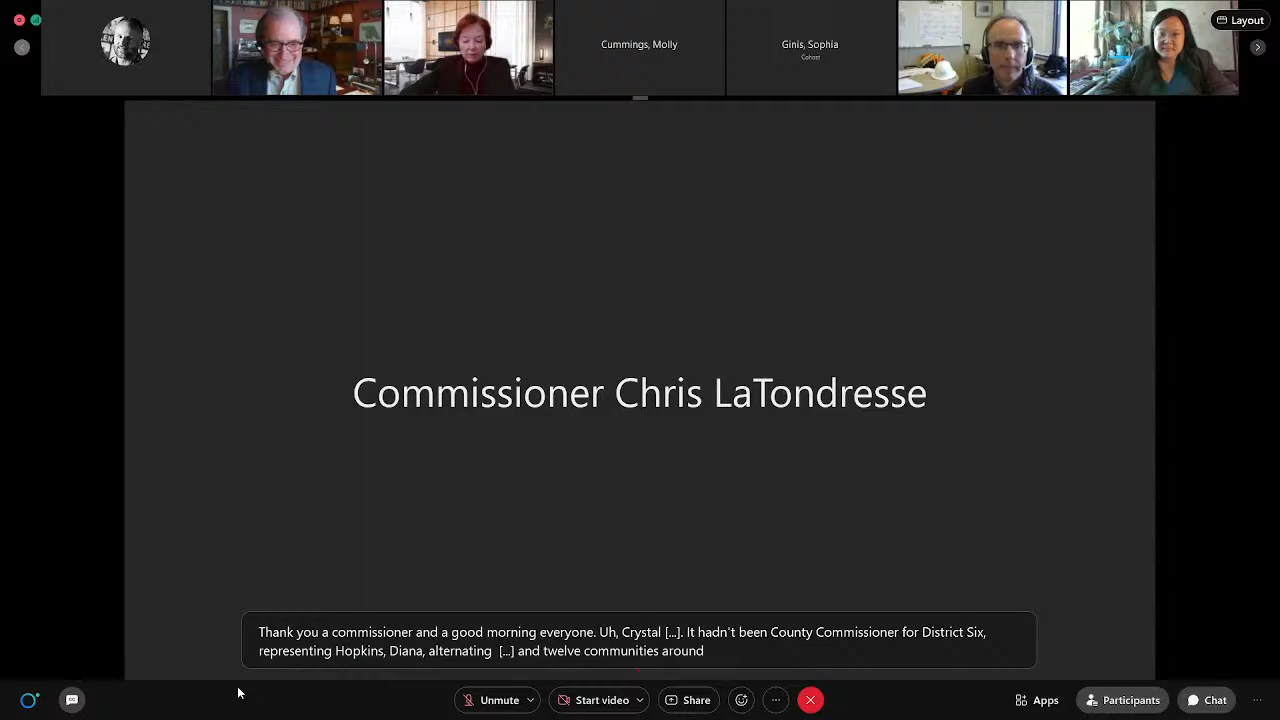 Layout
Cummings, Molly
Ginis, Sophia
Cohost
Commissioner Chris LaTondresse
Thank you a commissioner and a good morning everyone. Uh, Crystal [...]. It hadn't been County Commissioner for District Six,
representing Hopkins, Diana, alternating [...] and twelve communities around
Unmute
Start video
Share
Apps
Participants
Chat